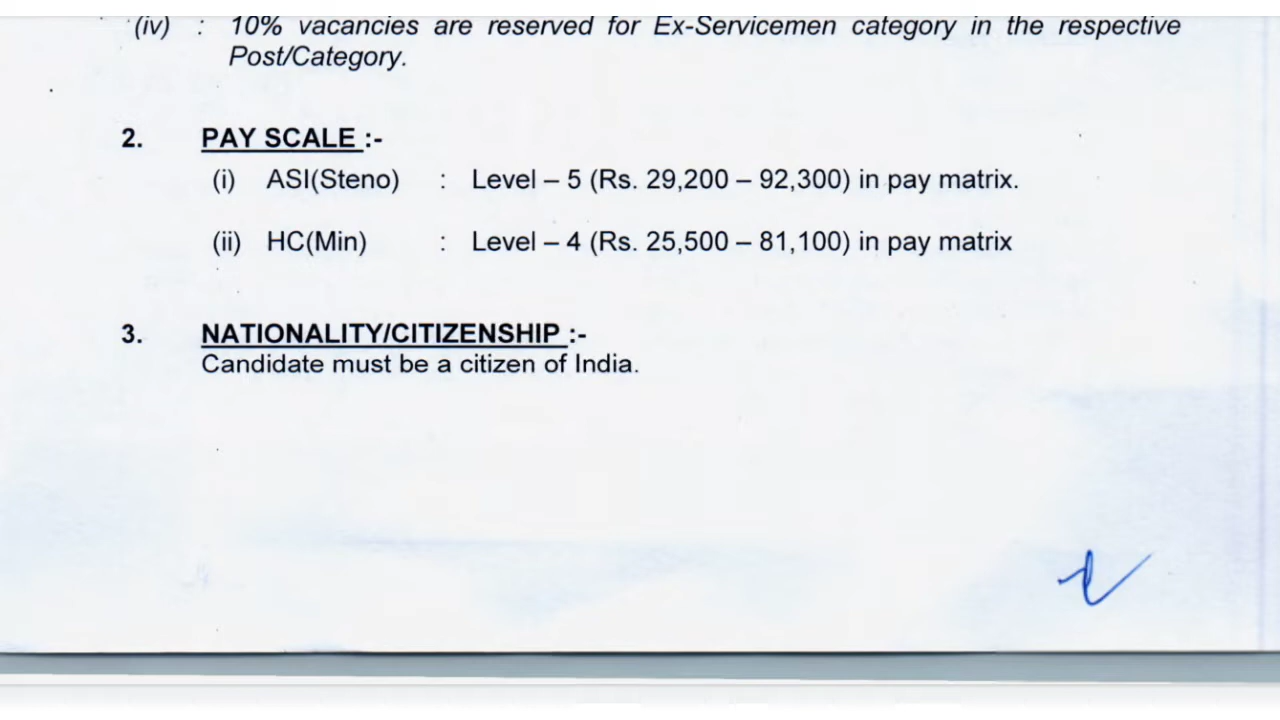 (iv) : 10% vacancies are reserved for Ex-Servicemen category in the respective
Post/Category.
2. PAY SCALE :-
(i) ASI(Steno) : Level – 5 (Rs. 29,200 – 92,300) in pay matrix.
(ii) HC(Min) : Level – 4 (Rs. 25,500 – 81,100) in pay matrix
3. NATIONALITY/CITIZENSHIP :-
Candidate must be a citizen of India.